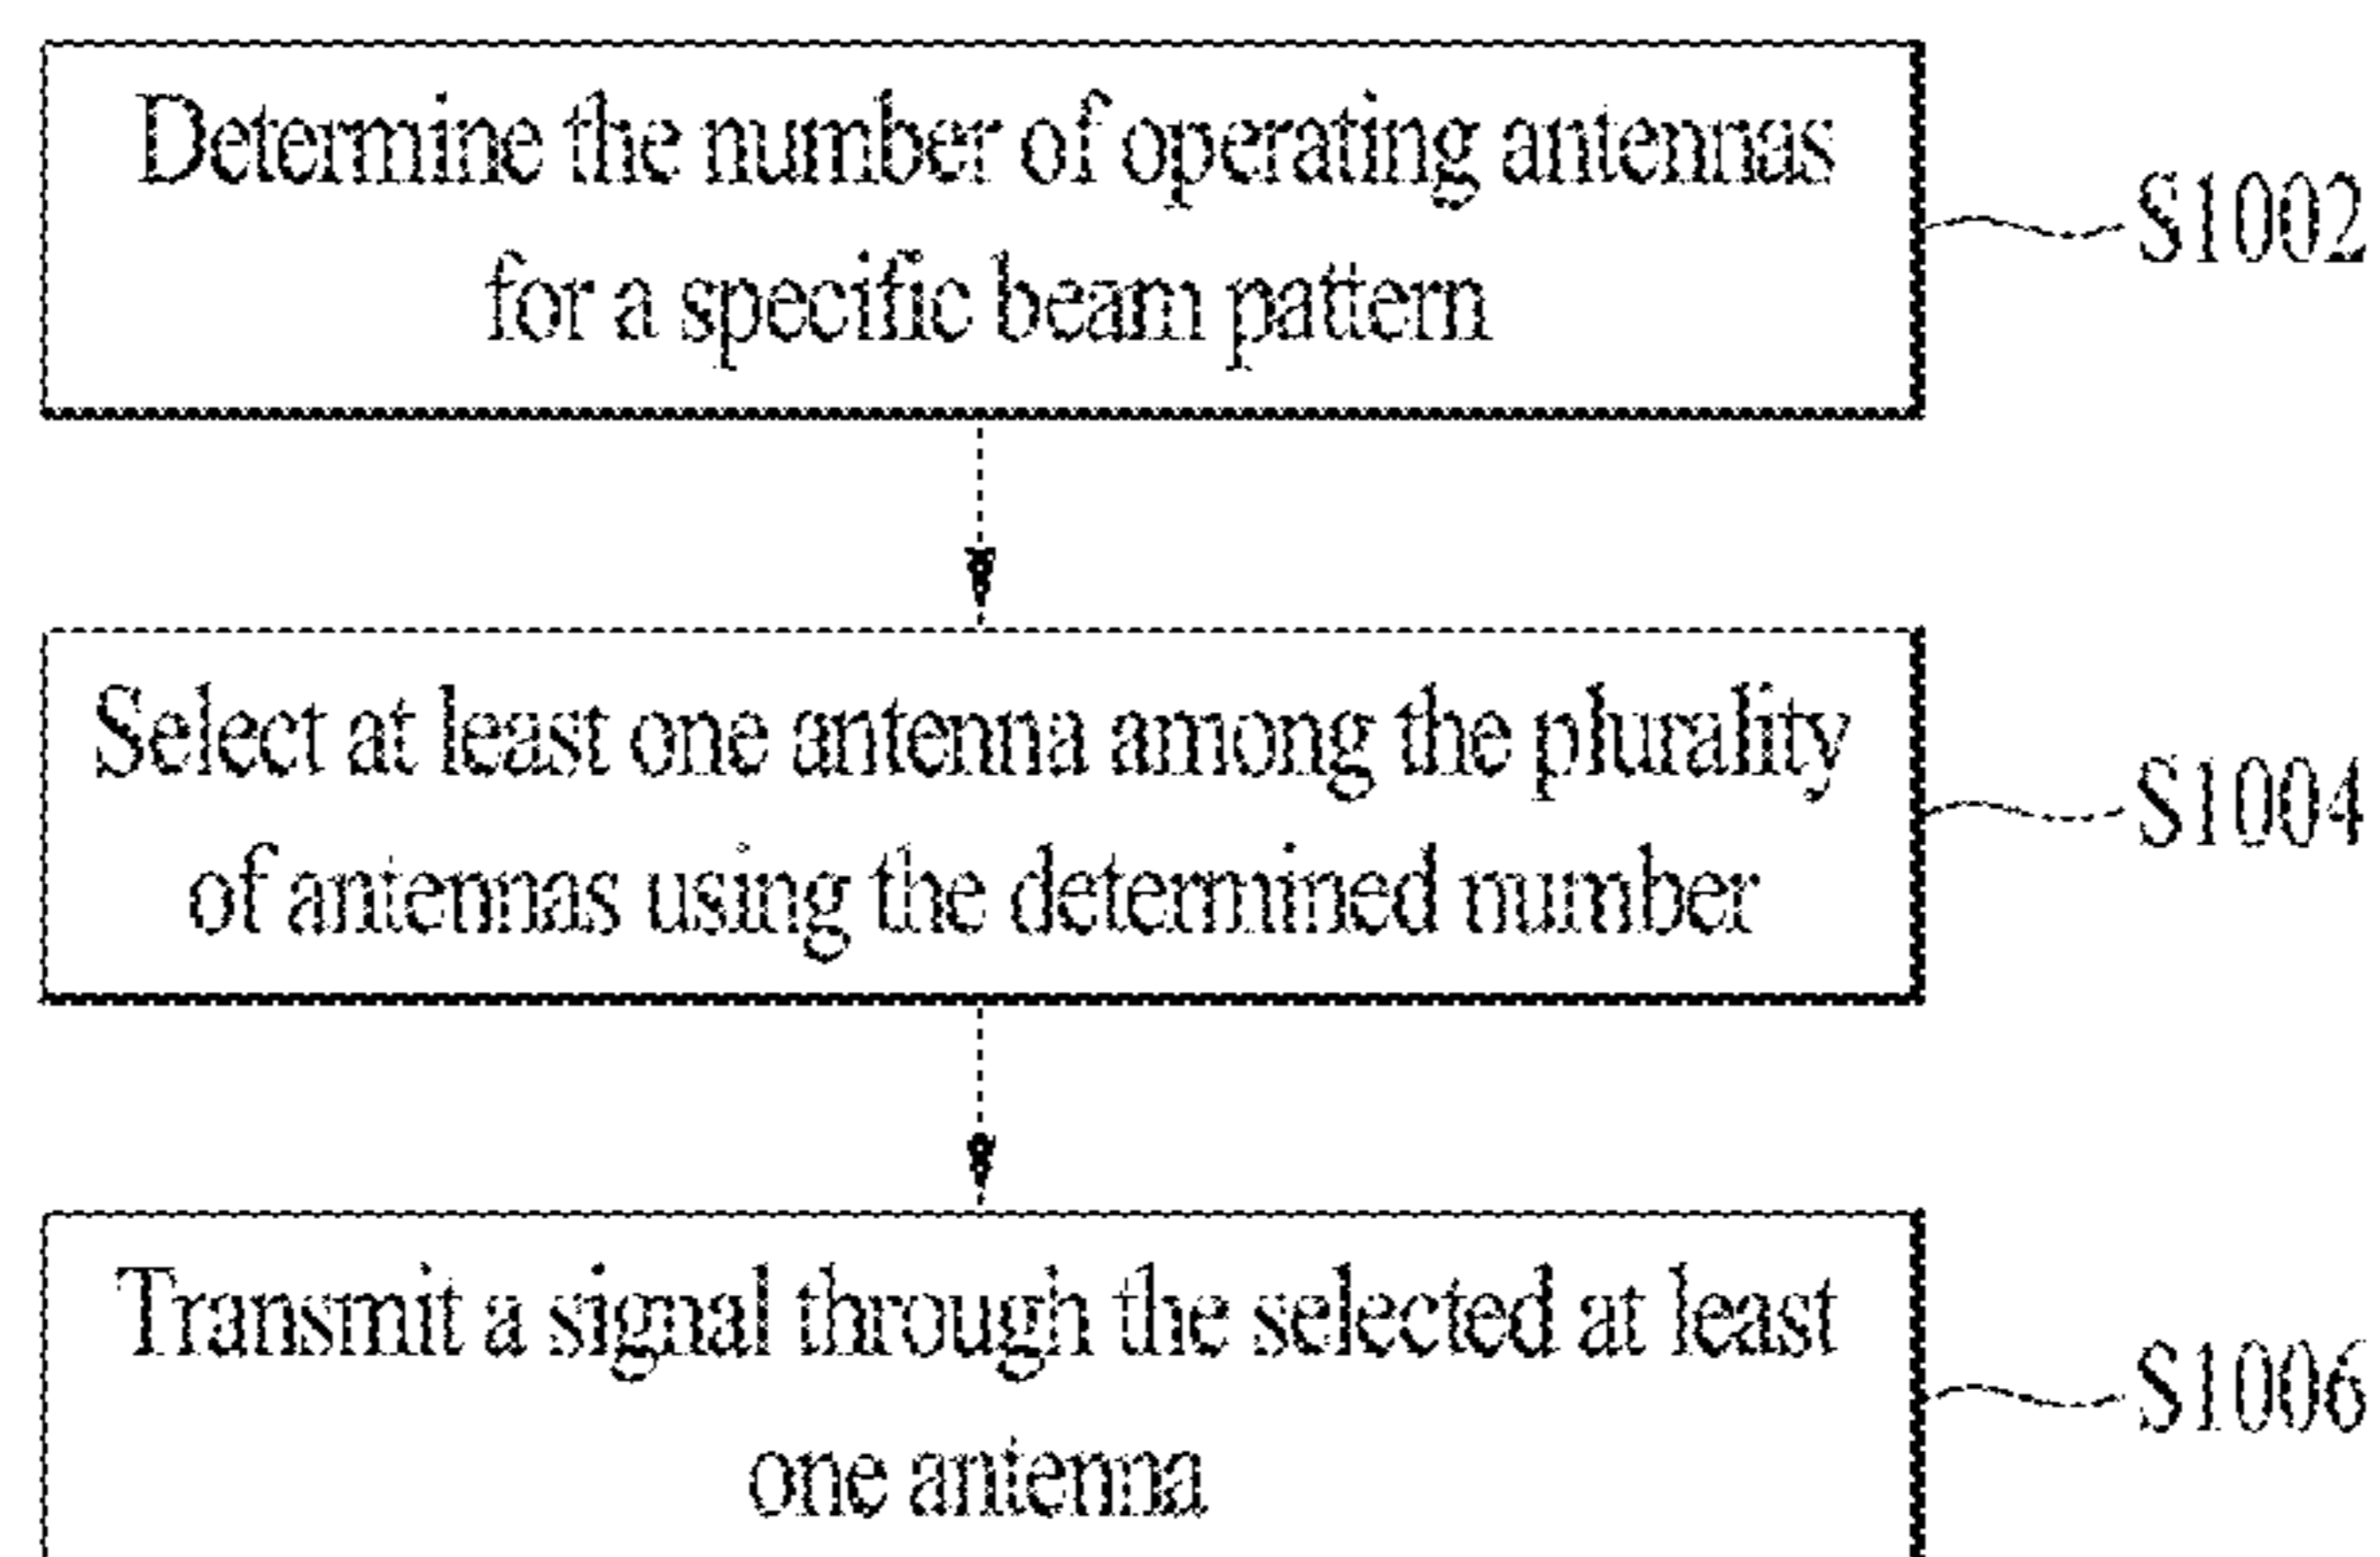 Determine the number of operating antennas
for a specific beam pattern
S1002
Select at least one antenna among the plurality
of antennas using the determined number
S1004
Transmit a signal through the selected at least
one antenna
S1006